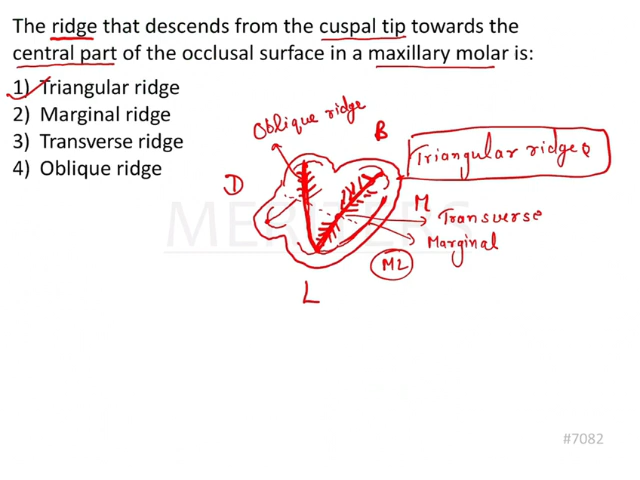 The ridge that descends from the cuspal tip towards the
central part of the occlusal surface in a maxillary molar is:
1) Triangular ridge
2) Marginal ridge
3) Transverse ridge
4) Oblique ridge
Oblique ridge
B
Triangular ridge
D
M
Transverse
Marginal
M2
L
MERITERS
#7082